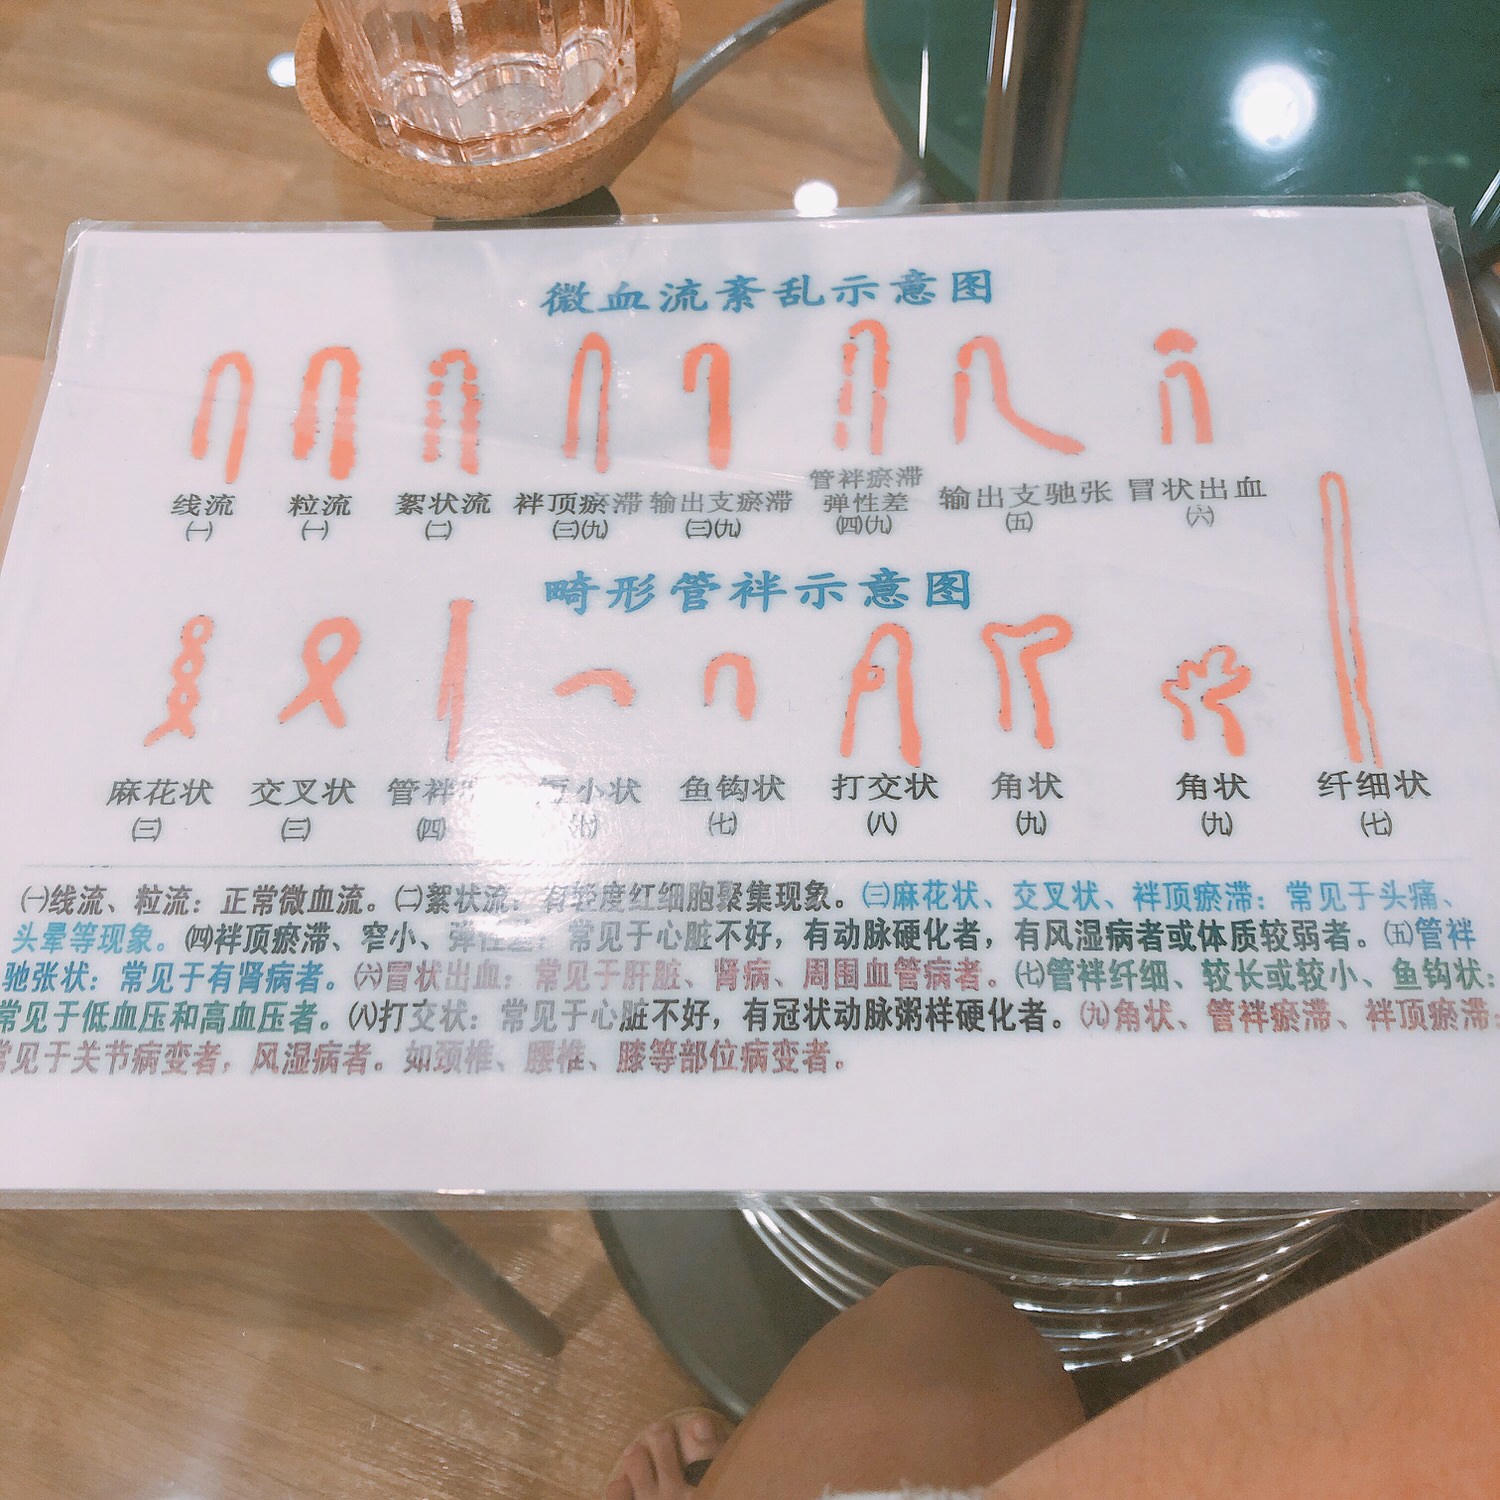 微血流紊乱示意图
线流 粒流 絮状流 袢顶瘀滞 输出支瘀滞 管袢瘀滞 输出支驰张 冒状出血
弹性差
㈠ ㈠ ㈡ ㈢㈨ ㈢㈨ ㈣㈨ ㈤ ㈥
畸形管袢示意图
麻花状 交叉状 管袢 小状 鱼钩状 打交状 角状 角状 纤细状
㈢ ㈢ ㈣ ㈦ ㈧ ㈨ ㈨ ㈦
㈠线流、粒流：正常微血流。㈡絮状流：有轻度红细胞聚集现象。㈢麻花状、交叉状、袢顶瘀滞：常见于头痛、
头晕等现象。㈣袢顶瘀滞、窄小、弹性差：常见于心脏不好，有动脉硬化者，有风湿病者或体质较弱者。㈤管袢
驰张状：常见于有肾病者。㈥冒状出血：常见于肝脏、肾病、周围血管病者。㈦管袢纤细、较长或较小、鱼钩状：
常见于低血压和高血压者。㈧打交状：常见于心脏不好，有冠状动脉粥样硬化者。㈨角状、管袢瘀滞、袢顶瘀滞：
常见于关节病变者，风湿病者。如颈椎、腰椎、膝等部位病变者。